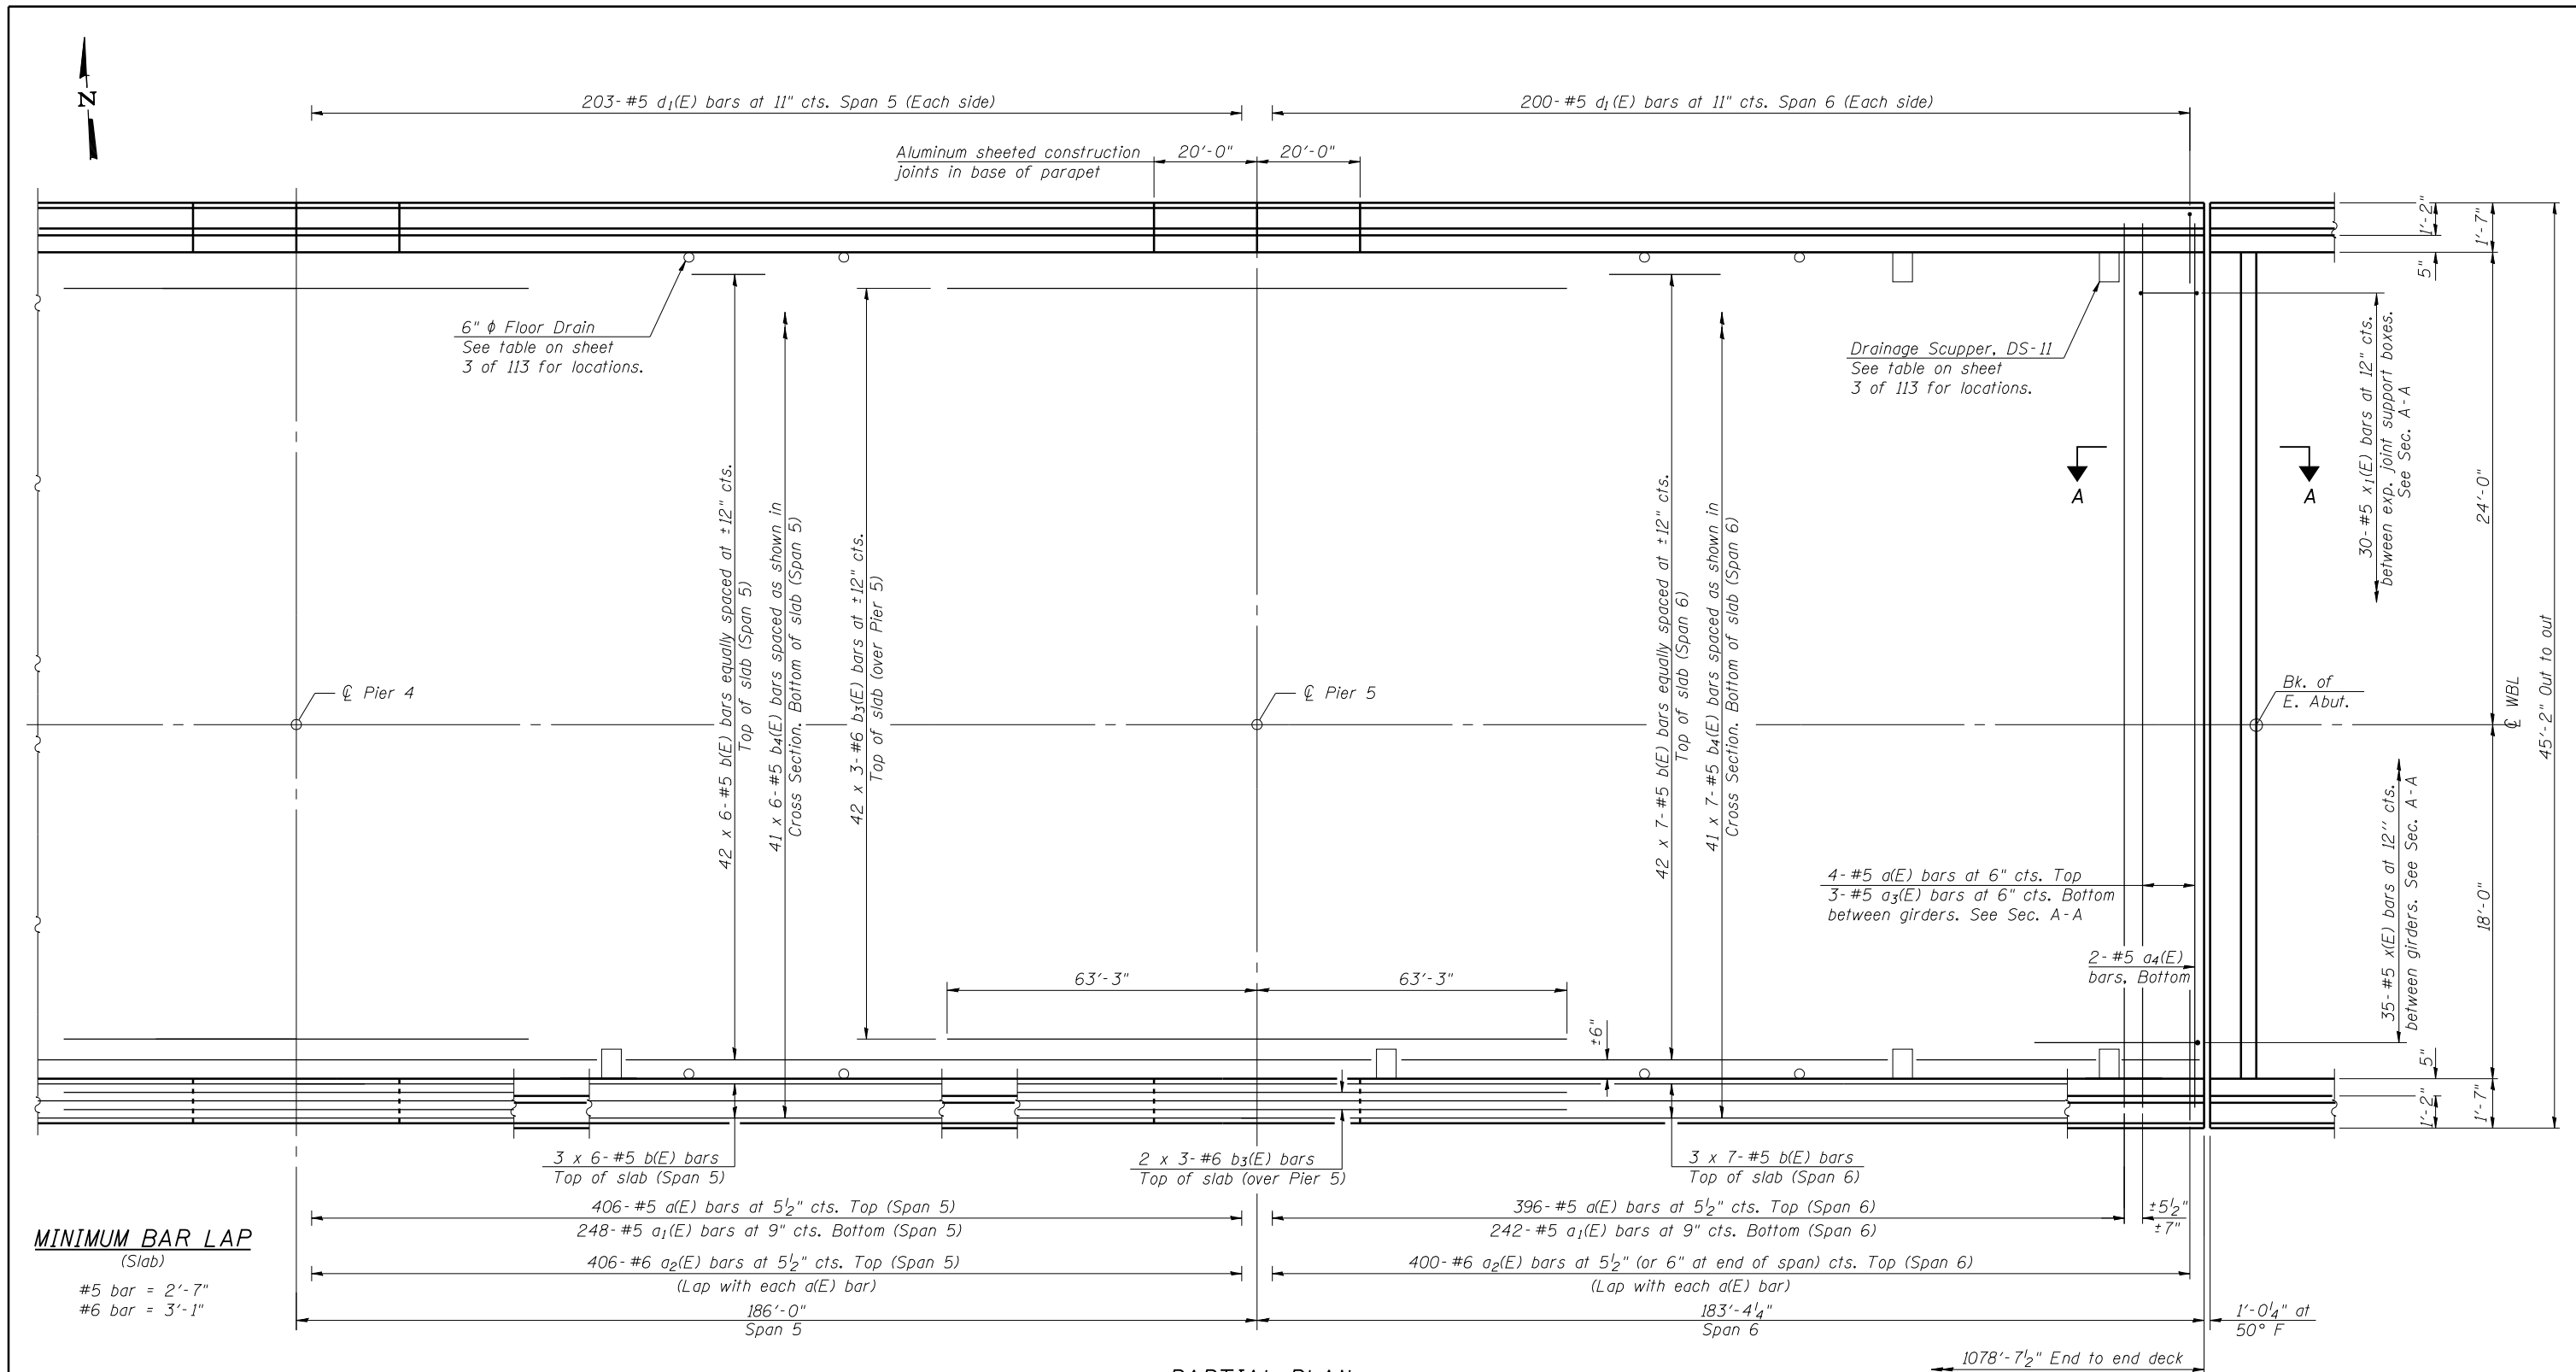 N
203-#5 d1(E) bars at 11" cts. Span 5 (Each side)
200-#5 d1(E) bars at 11" cts. Span 6 (Each side)
Aluminum sheeted construction
joints in base of parapet
20'-0"
20'-0"
1'-2"
1'-7"
5"
6" ϕ Floor Drain
See table on sheet
3 of 113 for locations.
Drainage Scupper, DS-11
See table on sheet
3 of 113 for locations.
30-#5 x1(E) bars at 12" cts.
between exp. joint support boxes.
See Sec. A-A
A
A
24'-0"
42 x 6-#5 b(E) bars equally spaced at ±12" cts.
Top of slab (Span 5)
41 x 6-#5 b4(E) bars spaced as shown in
Cross Section. Bottom of slab (Span 5)
42 x 3-#6 b3(E) bars at ±12" cts.
Top of slab (over Pier 5)
42 x 7-#5 b(E) bars equally spaced at ±12" cts.
Top of slab (Span 6)
41 x 7-#5 b4(E) bars spaced as shown in
Cross Section. Bottom of slab (Span 6)
℄ Pier 4
℄ Pier 5
Bk. of
E. Abut.
℄ WBL
45'-2" Out to out
4-#5 a(E) bars at 6" cts. Top
3-#5 a3(E) bars at 6" cts. Bottom
between girders. See Sec. A-A
2-#5 a4(E)
bars, Bottom
35-#5 x(E) bars at 12" cts.
between girders. See Sec. A-A
18'-0"
63'-3"
63'-3"
±6"
5"
1'-2"
1'-7"
3 x 6-#5 b(E) bars
Top of slab (Span 5)
2 x 3-#6 b3(E) bars
Top of slab (over Pier 5)
3 x 7-#5 b(E) bars
Top of slab (Span 6)
406-#5 a(E) bars at 5½" cts. Top (Span 5)
248-#5 a1(E) bars at 9" cts. Bottom (Span 5)
396-#5 a(E) bars at 5½" cts. Top (Span 6)
242-#5 a1(E) bars at 9" cts. Bottom (Span 6)
±5½"
±7"
MINIMUM BAR LAP
(Slab)
#5 bar = 2'-7"
#6 bar = 3'-1"
406-#6 a2(E) bars at 5½" cts. Top (Span 5)
(Lap with each a(E) bar)
400-#6 a2(E) bars at 5½" (or 6" at end of span) cts. Top (Span 6)
(Lap with each a(E) bar)
186'-0"
Span 5
183'-4¼"
Span 6
1'-0¼" at
50° F
1078'-7½" End to end deck
PARTIAL PLAN